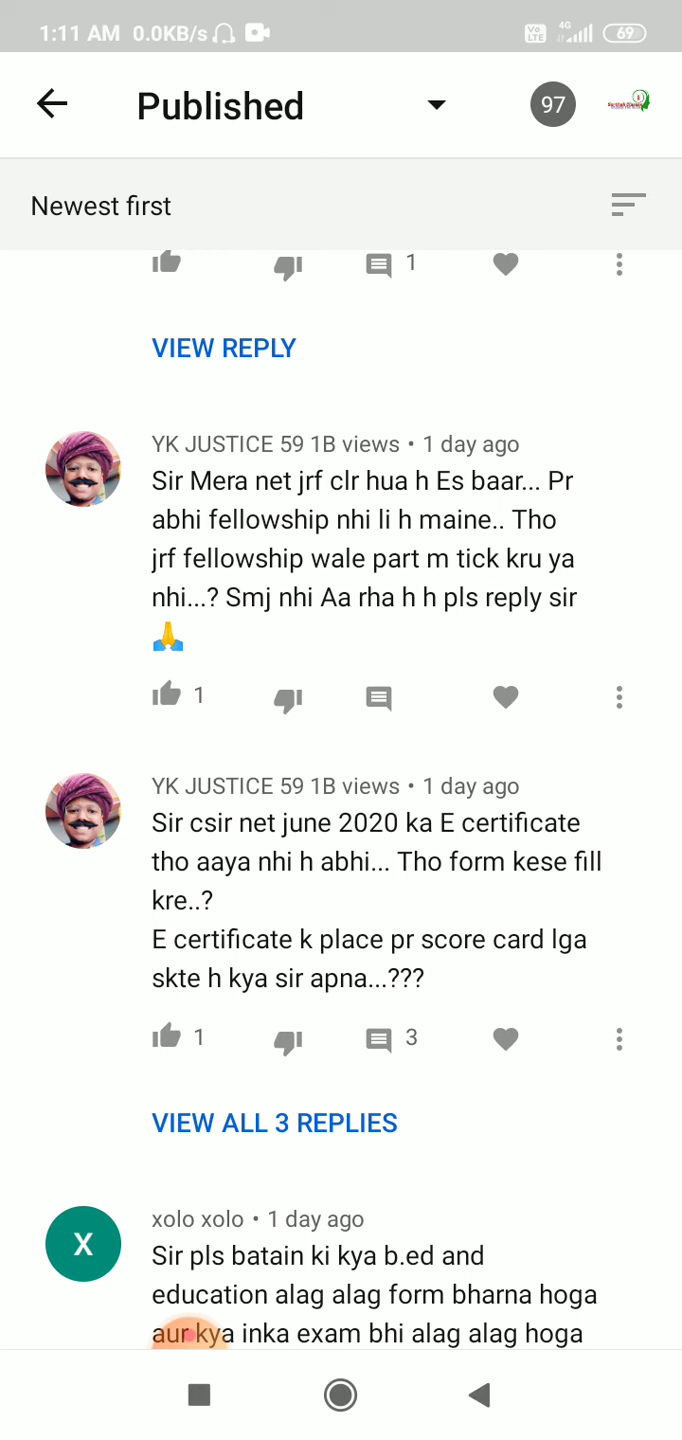 1:11 AM 0.0KB/s Vo LTE 4G 69
Published 97
Newest first
1
VIEW REPLY
YK JUSTICE 59 1B views • 1 day ago
Sir Mera net jrf clr hua h Es baar... Pr
abhi fellowship nhi li h maine.. Tho
jrf fellowship wale part m tick kru ya
nhi...? Smj nhi Aa rha h h pls reply sir
🙏
1
YK JUSTICE 59 1B views • 1 day ago
Sir csir net june 2020 ka E certificate
tho aaya nhi h abhi... Tho form kese fill
kre..?
E certificate k place pr score card lga
skte h kya sir apna...???
1 3
VIEW ALL 3 REPLIES
X
xolo xolo • 1 day ago
Sir pls batain ki kya b.ed and
education alag alag form bharna hoga
aur kya inka exam bhi alag alag hoga